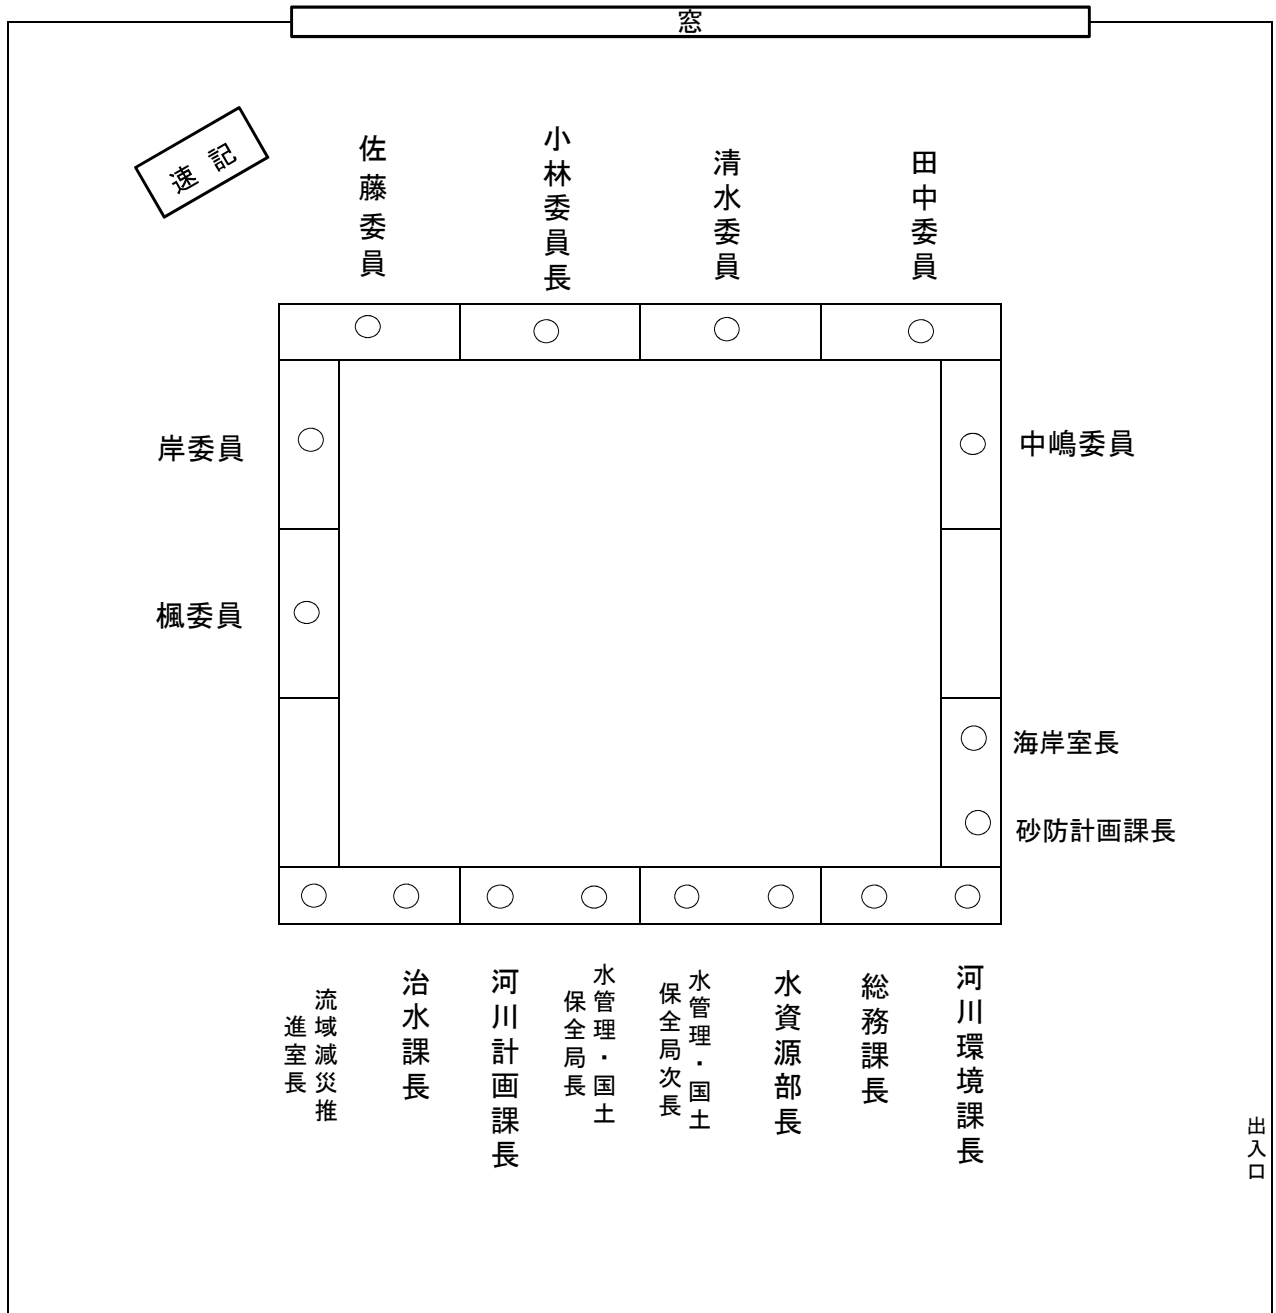 窓
速記
佐藤委員
小林委員長
清水委員
田中委員
岸委員
中嶋委員
楓委員
海岸室長
砂防計画課長
流域減災推
進室長
治水課長
河川計画課長
水管理・国土
保全局長
水管理・国土
保全局次長
水資源部長
総務課長
河川環境課長
出入口